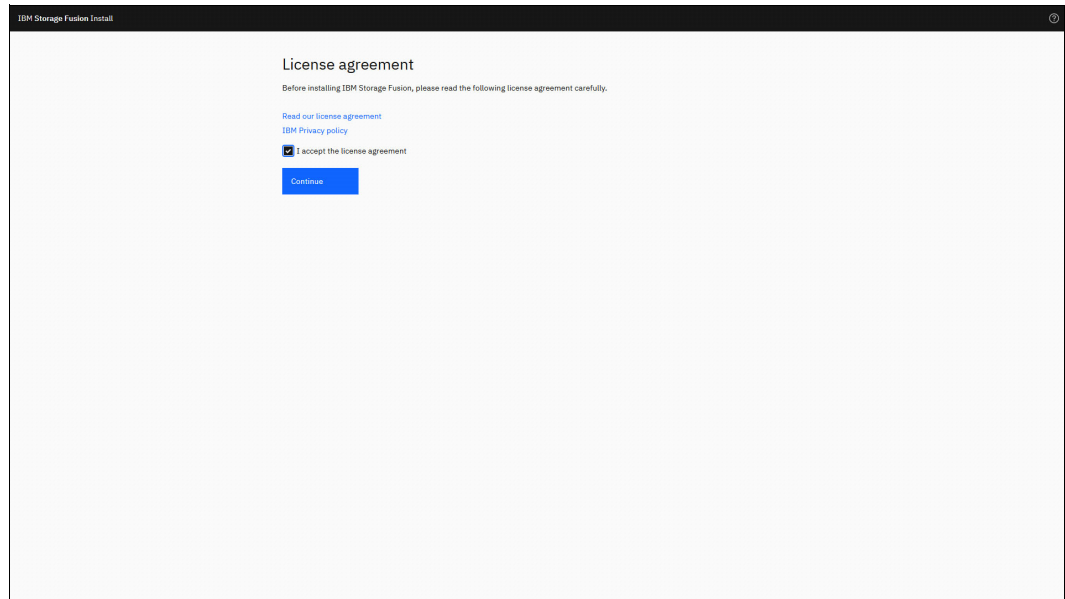 IBM Storage Fusion Install
License agreement
Before installing IBM Storage Fusion, please read the following license agreement carefully.
Read our license agreement
IBM Privacy policy
I accept the license agreement
Continue